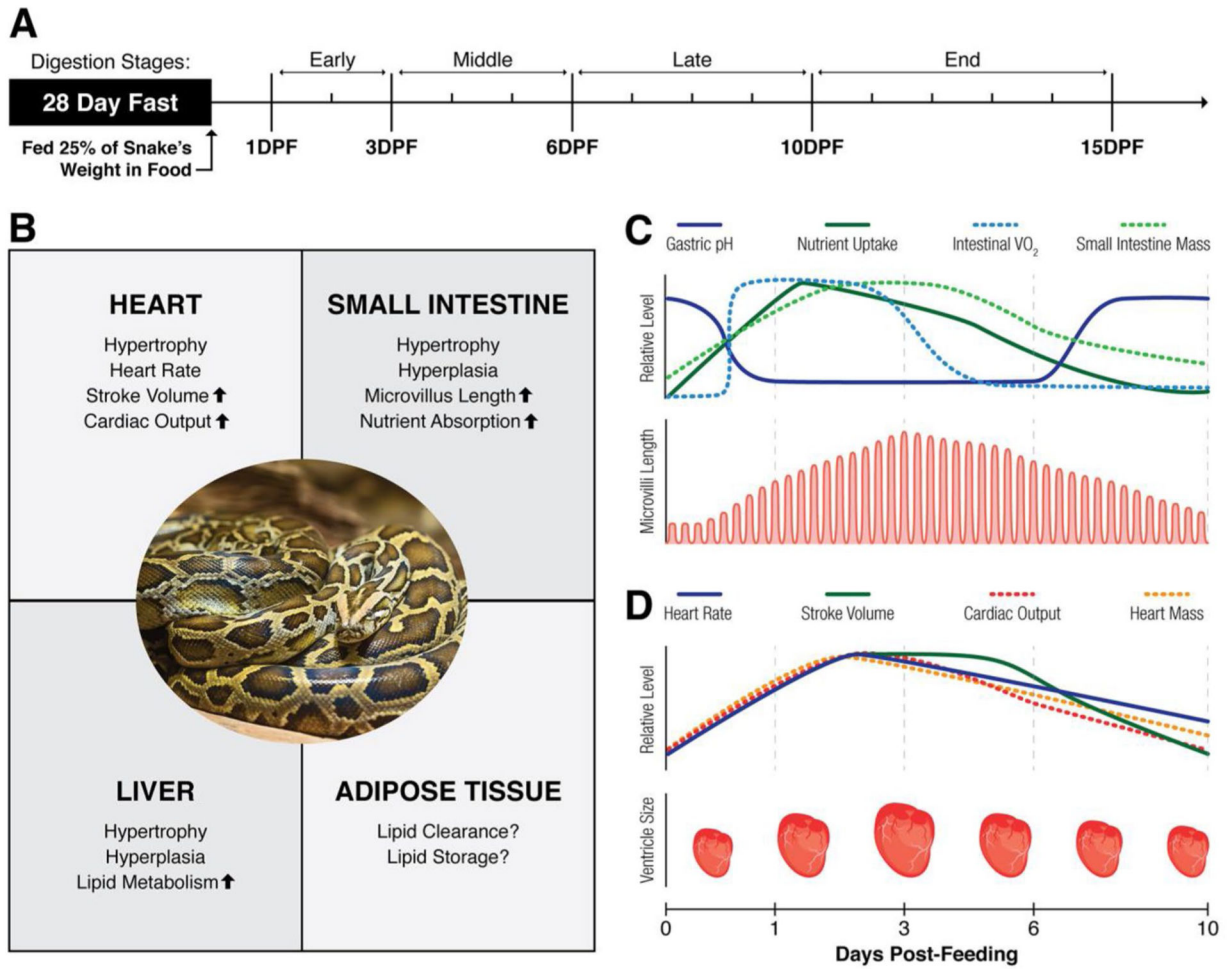 A
Digestion Stages:
Early
Middle
Late
End
28 Day Fast
Fed 25% of Snake's
Weight in Food
1DPF
3DPF
6DPF
10DPF
15DPF
B
HEART
Hypertrophy
Heart Rate
Stroke Volume ⬆
Cardiac Output ⬆
SMALL INTESTINE
Hypertrophy
Hyperplasia
Microvillus Length ⬆
Nutrient Absorption ⬆
LIVER
Hypertrophy
Hyperplasia
Lipid Metabolism ⬆
ADIPOSE TISSUE
Lipid Clearance?
Lipid Storage?
C
Gastric pH
Nutrient Uptake
Intestinal VO₂
Small Intestine Mass
Relative Level
Microvilli Length
D
Heart Rate
Stroke Volume
Cardiac Output
Heart Mass
Relative Level
Ventricle Size
0 1 3 6 10
Days Post-Feeding